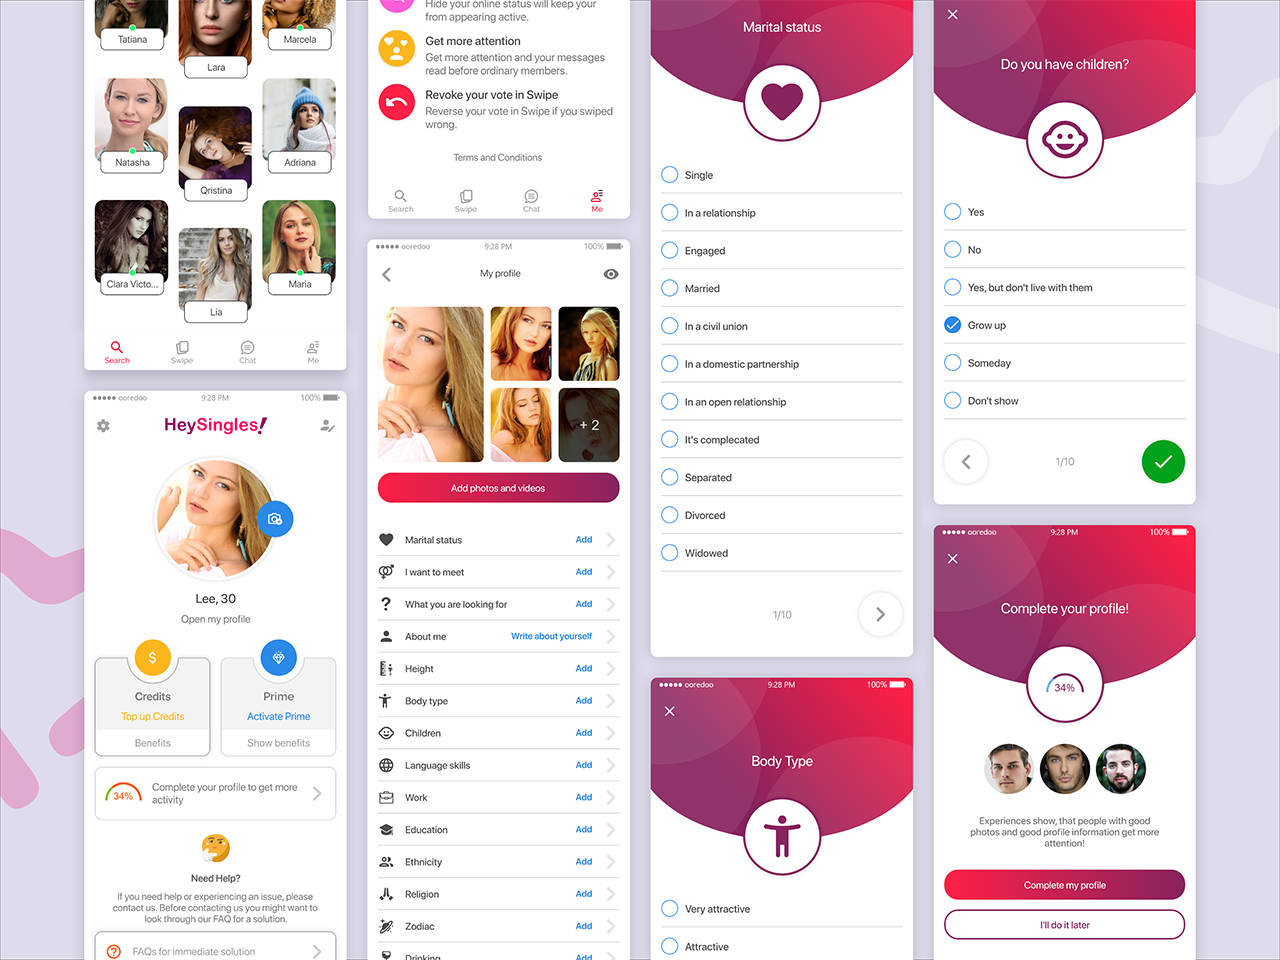 Tatiana
Marcela
Lara
Natasha
Adriana
Qristina
Clara Victo...
Maria
Lia
Search
Swipe
Chat
Me
ooredoo
9:28 PM
100%
HeySingles!
Lee, 30
Open my profile
$
Credits
Top up Credits
Benefits
Prime
Activate Prime
Show benefits
34%
Complete your profile to get more
activity
Need Help?
If you need help or experiencing an issue, please
contact us. Before contacting us you might want to
look through our FAQ for a solution.
? FAQs for immediate solution
Hide your online status will keep your
from appearing active.
Get more attention
Get more attention and your messages
read before ordinary members.
Revoke your vote in Swipe
Reverse your vote in Swipe if you swiped
wrong.
Terms and Conditions
Search
Swipe
Chat
Me
ooredoo
9:28 PM
100%
My profile
+ 2
Add photos and videos
Marital status Add
I want to meet Add
? What you are looking for Add
About me Write about yourself
Height Add
Body type Add
Children Add
Language skills Add
Work Add
Education Add
Ethnicity Add
Religion Add
Zodiac Add
Drinking Add
Marital status
Single
In a relationship
Engaged
Married
In a civil union
In a domestic partnership
In an open relationship
It's complecated
Separated
Divorced
Widowed
1/10
ooredoo
9:28 PM
100%
Body Type
Very attractive
Attractive
Do you have children?
Yes
No
Yes, but don't live with them
Grow up
Someday
Don't show
1/10
ooredoo
9:28 PM
100%
Complete your profile!
34%
Experiences show, that people with good
photos and good profile information get more
attention!
Complete my profile
I'll do it later